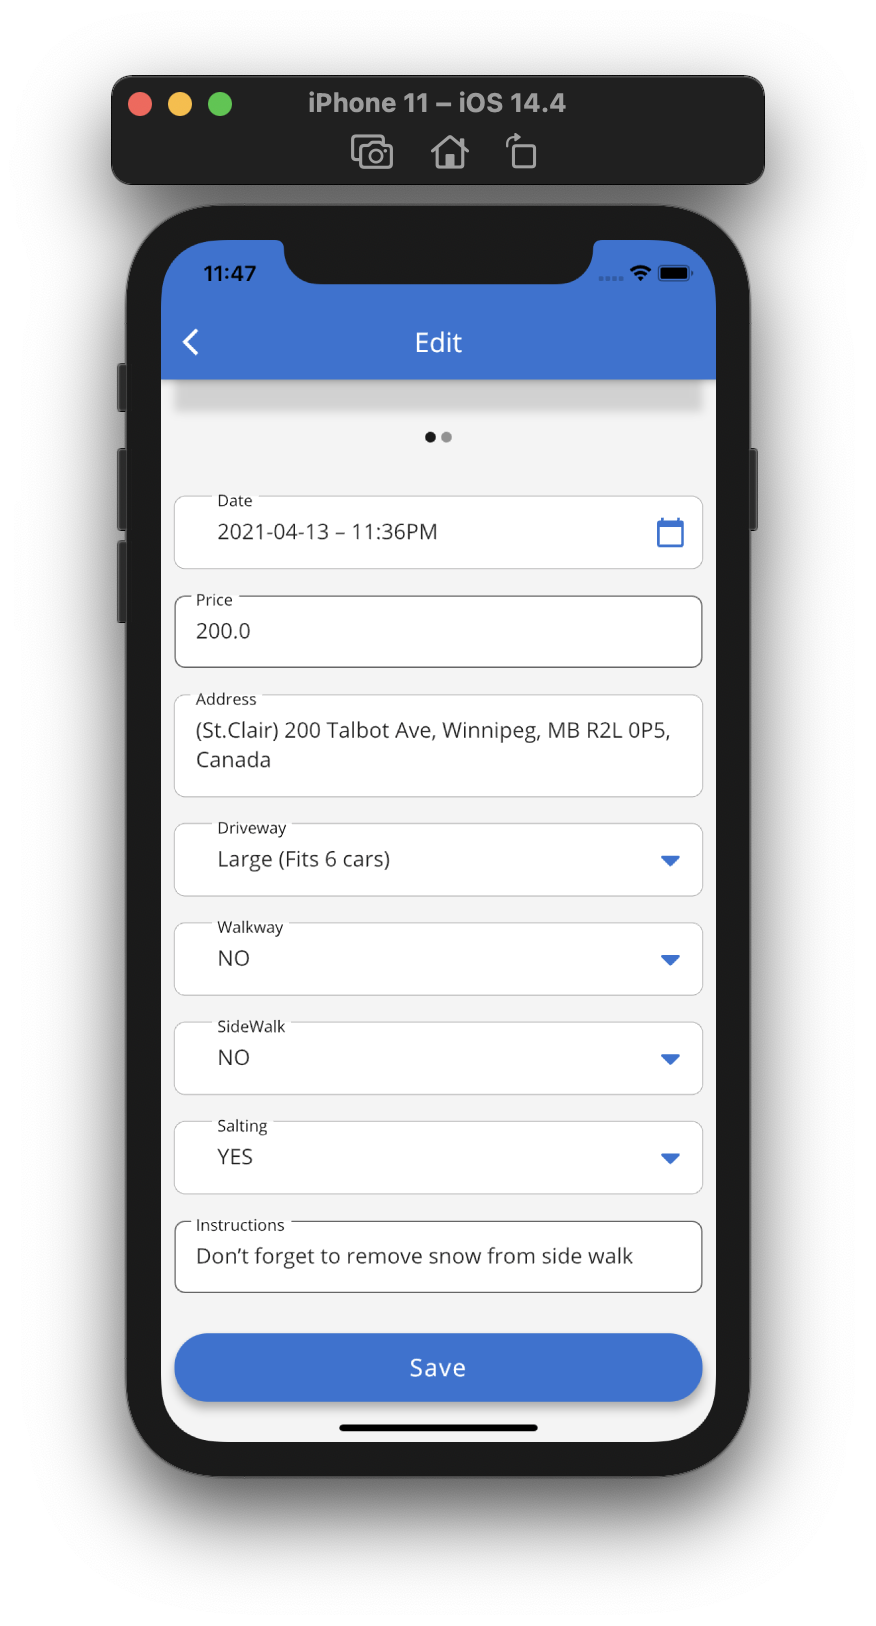 iPhone 11 – iOS 14.4
11:47
Edit
Date
2021-04-13 – 11:36PM
Price
200.0
Address
(St.Clair) 200 Talbot Ave, Winnipeg, MB R2L 0P5,
Canada
Driveway
Large (Fits 6 cars)
Walkway
NO
SideWalk
NO
Salting
YES
Instructions
Don't forget to remove snow from side walk
Save